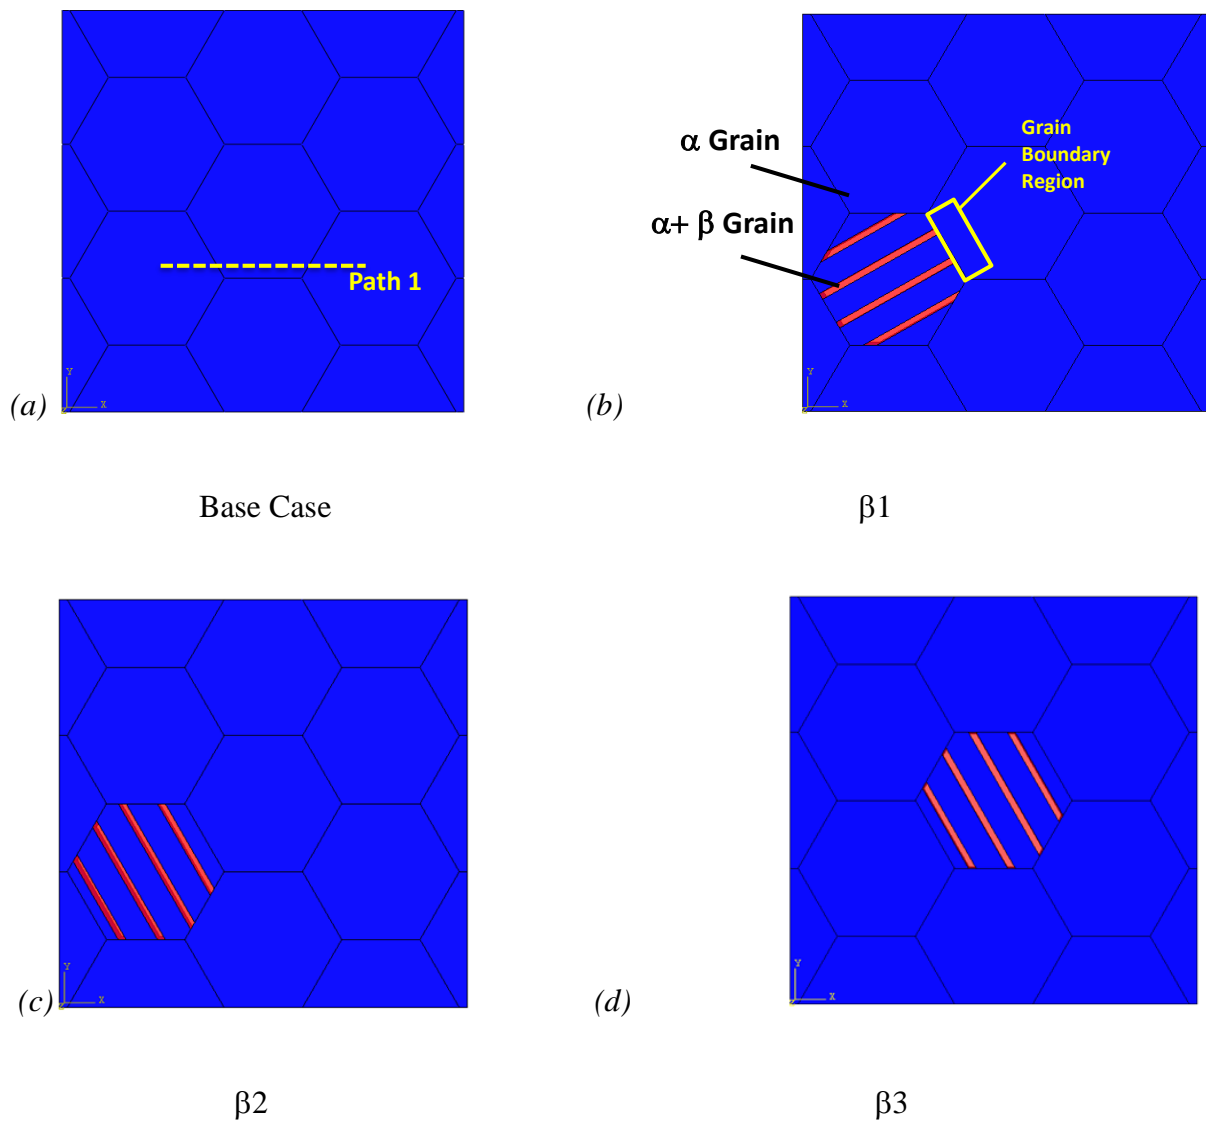 Path 1
Y
X
(a)
Base Case
α Grain
α+ β Grain
Grain
Boundary
Region
Y
X
(b)
β1
Y
X
(c)
β2
Y
X
(d)
β3